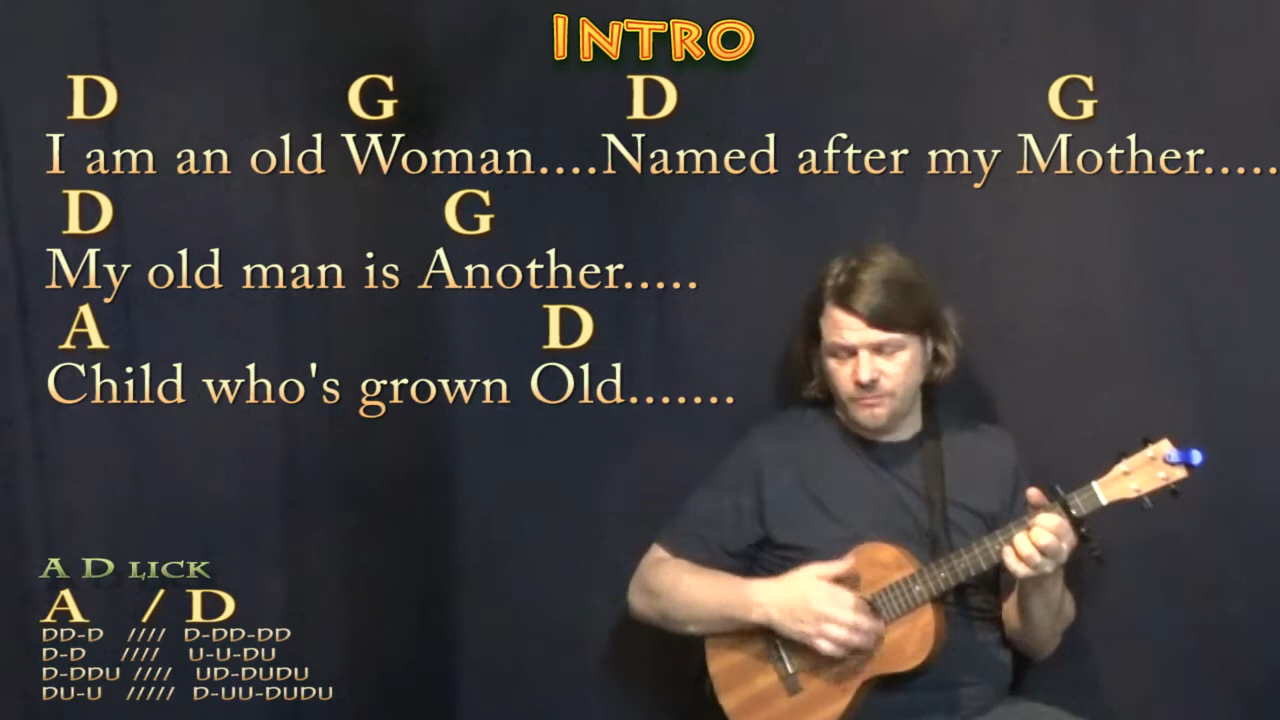 INTRO
D G D G
I am an old Woman....Named after my Mother.....
D G
My old man is Another.....
A D
Child who's grown Old.......
A D LICK
A / D
DD-D //// D-DD-DD
D-D //// U-U-DU
D-DDU //// UD-DUDU
DU-U ///// D-UU-DUDU